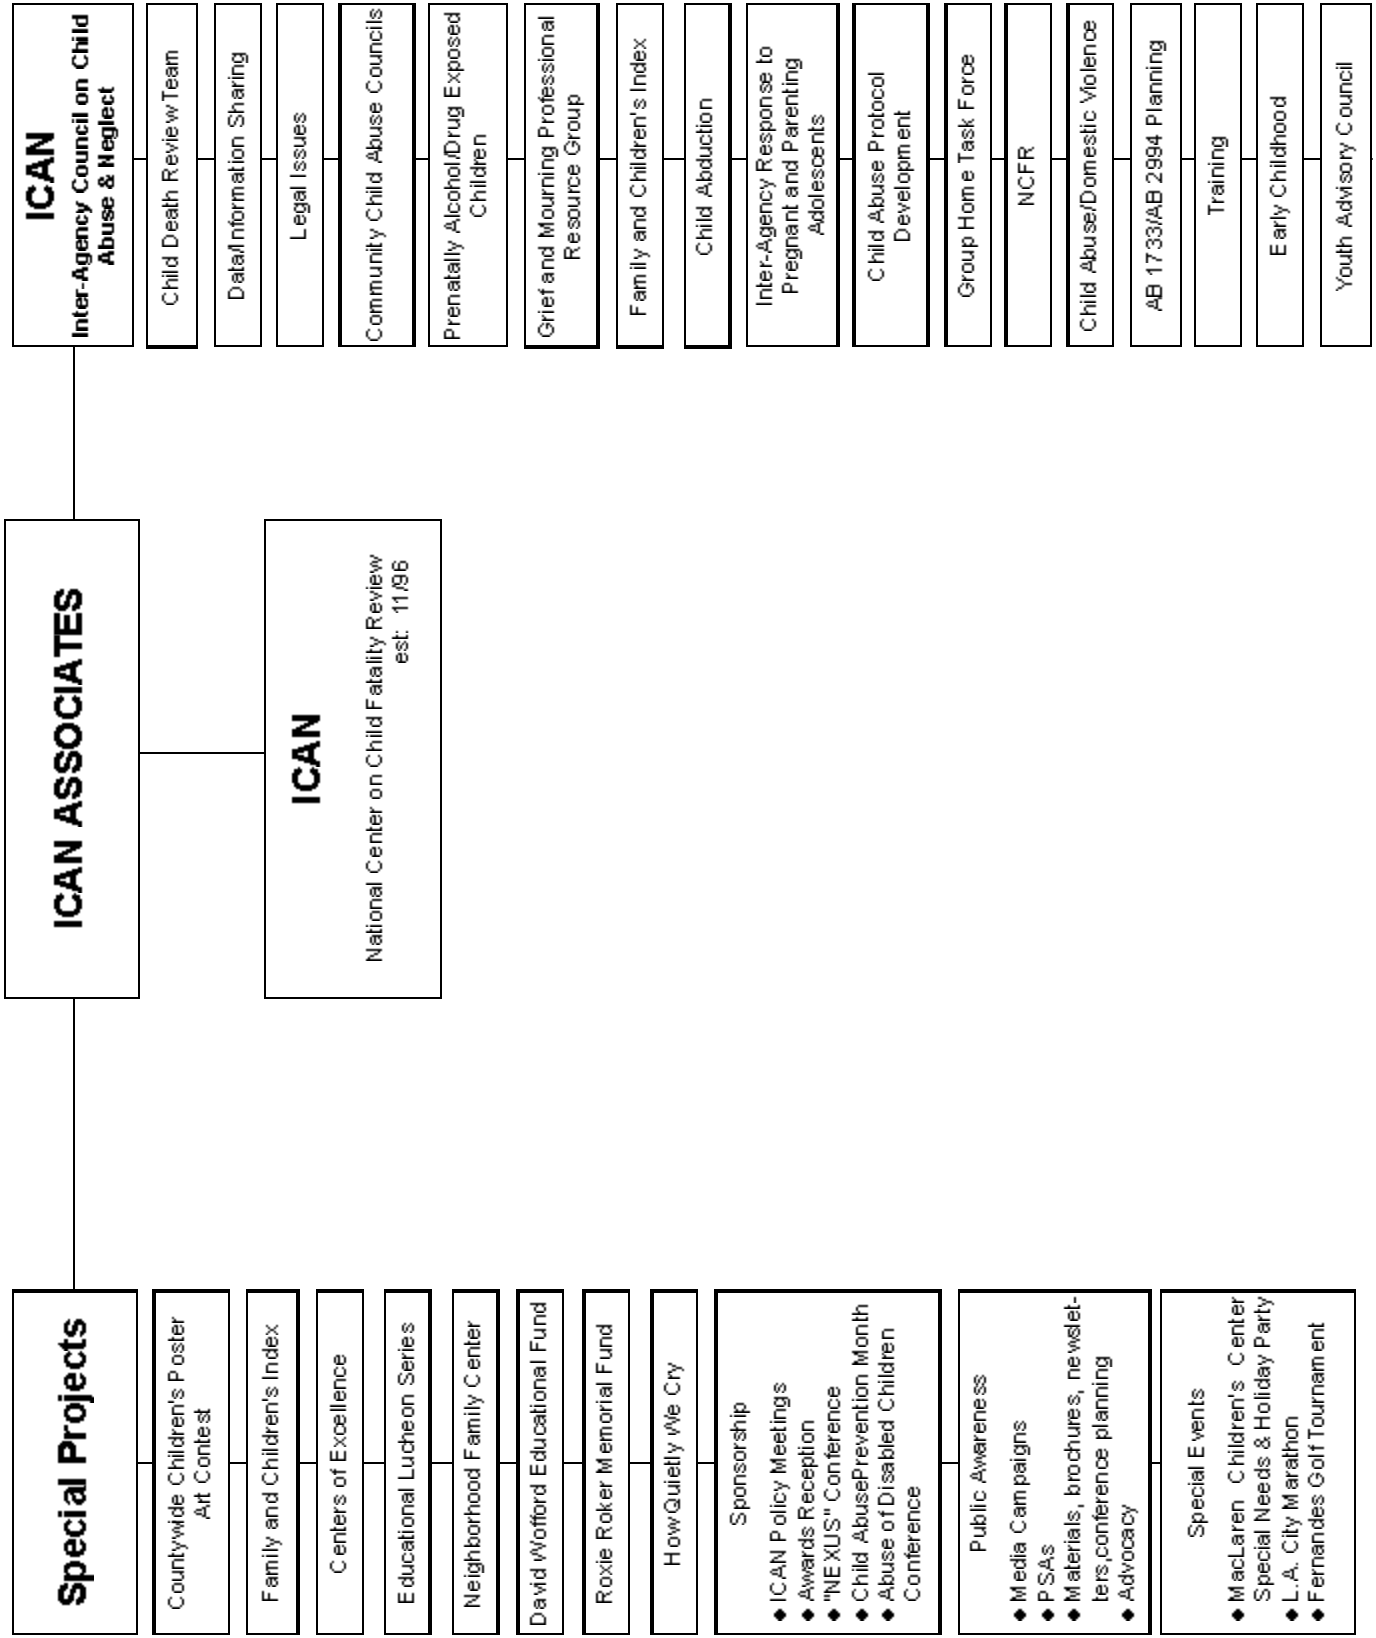 ICAN ASSOCIATES
Special Projects
Countywide Children's Poster
Art Contest
Family and Children's Index
Centers of Excellence
Educational Lucheon Series
Neighborhood Family Center
David Wofford Educational Fund
Roxie Roker Memorial Fund
How Quietly We Cry
Sponsorship
♦ ICAN Policy Meetings
♦ Awards Reception
♦ "NEXUS" Conference
♦ Child Abuse Prevention Month
♦ Abuse of Disabled Children
Conference
Public Awareness
♦ Media Campaigns
♦ PSAs
♦ Materials, brochures, newslet-
ters,conference planning
♦ Advocacy
Special Events
♦ MacLaren Children's Center
Special Needs & Holiday Party
♦ L.A. City Marathon
♦ Fernandes Golf Tournament
ICAN
National Center on Child Fatality Review
est: 11/96
ICAN
Inter-Agency Council on Child
Abuse & Neglect
Child Death Review Team
Data/Information Sharing
Legal Issues
Community Child Abuse Councils
Prenatally Alcohol/Drug Exposed
Children
Grief and Mourning Professional
Resource Group
Family and Children's Index
Child Abduction
Inter-Agency Response to
Pregnant and Parenting
Adolescents
Child Abuse Protocol
Development
Group Home Task Force
NCFR
Child Abuse/Domestic Violence
AB 1733/AB 2994 Planning
Training
Early Childhood
Youth Advisory Council